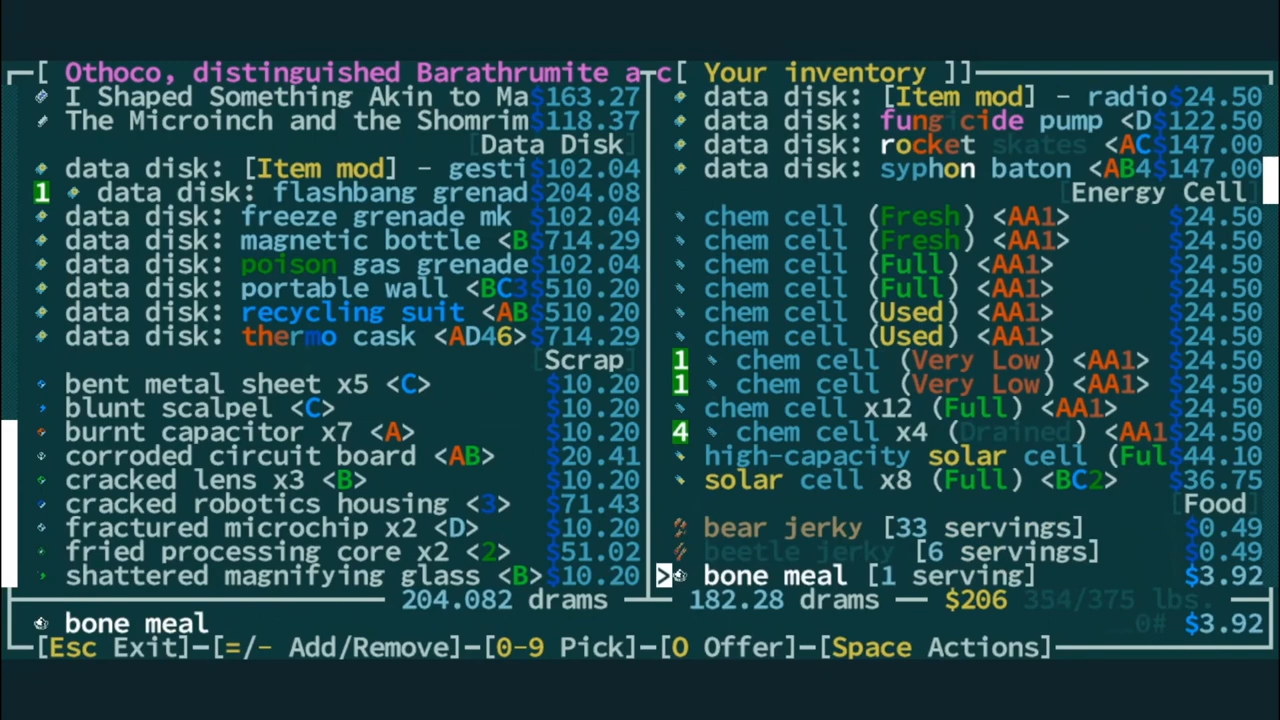 [ Othoco, distinguished Barathrumite a c[ Your inventory ]]
I Shaped Something Akin to Ma$163.27
The Microinch and the Shomrim$118.37
[Data Disk]
data disk: [Item mod] - gesti$102.04
1 data disk: flashbang grenad$204.08
data disk: freeze grenade mk $102.04
data disk: magnetic bottle <B$714.29
data disk: poison gas grenade$102.04
data disk: portable wall <BC3$510.20
data disk: recycling suit <AB$510.20
data disk: thermo cask <AD46>$714.29
[Scrap]
bent metal sheet x5 <C> $10.20
blunt scalpel <C> $10.20
burnt capacitor x7 <A> $10.20
corroded circuit board <AB> $20.41
cracked lens x3 <B> $10.20
cracked robotics housing <3> $71.43
fractured microchip x2 <D> $10.20
fried processing core x2 <2> $51.02
shattered magnifying glass <B>$10.20
204.082 drams
data disk: [Item mod] - radio$24.50
data disk: fungicide pump <D$122.50
data disk: rocket skates <AC$147.00
data disk: syphon baton <AB4$147.00
[Energy Cell]
chem cell (Fresh) <AA1> $24.50
chem cell (Fresh) <AA1> $24.50
chem cell (Full) <AA1> $24.50
chem cell (Full) <AA1> $24.50
chem cell (Used) <AA1> $24.50
chem cell (Used) <AA1> $24.50
1 chem cell (Very Low) <AA1> $24.50
1 chem cell (Very Low) <AA1> $24.50
chem cell x12 (Full) <AA1> $24.50
4 chem cell x4 (Drained) <AA1$24.50
high-capacity solar cell (Ful$44.10
solar cell x8 (Full) <BC2> $36.75
[Food]
bear jerky [33 servings] $0.49
beetle jerky [6 servings] $0.49
> bone meal [1 serving] $3.92
182.28 drams — $206 354/375 lbs.
bone meal 0# $3.92
[Esc Exit]-[=/- Add/Remove]-[0-9 Pick]-[O Offer]-[Space Actions]